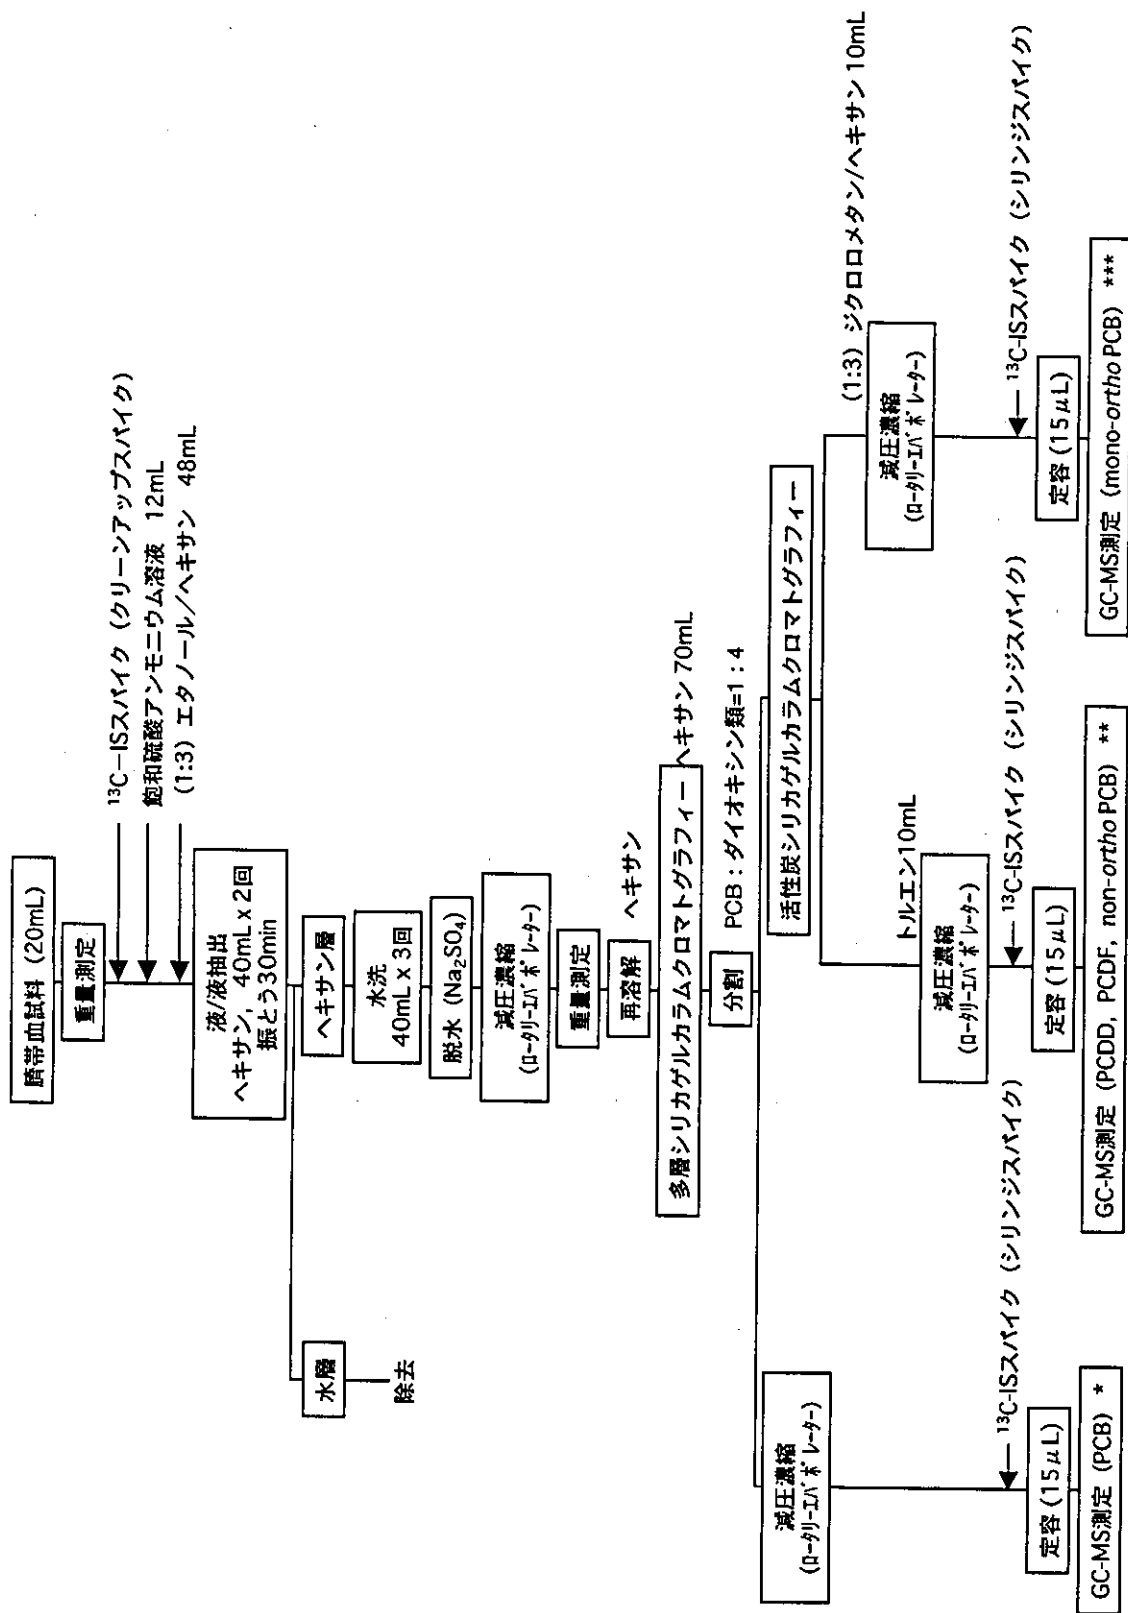 臍帯血試料 (20mL)
重量測定
¹³C−ISスパイク (クリーンアップスパイク)
飽和硫酸アンモニウム溶液 12mL
(1:3) エタノール／ヘキサン 48mL
液/液抽出
ヘキサン, 40mL x 2回
振とう30min
水層
除去
ヘキサン層
水洗
40mL x 3回
脱水 (Na₂SO₄)
減圧濃縮
(ロータリーエバポレーター)
重量測定
再溶解
ヘキサン
多層シリカゲルカラムクロマトグラフィー
ヘキサン 70mL
分割
PCB：ダイオキシン類=1：4
減圧濃縮
(ロータリーエバポレーター)
¹³C-ISスパイク (シリンジスパイク)
定容 (15μL)
GC-MS測定 (PCB) *
活性炭シリカゲルカラムクロマトグラフィー
トルエン10mL
減圧濃縮
(ロータリーエバポレーター)
¹³C-ISスパイク (シリンジスパイク)
定容 (15μL)
GC-MS測定 (PCDD, PCDF, non-ortho PCB) **
(1:3) ジクロロメタン/ヘキサン 10mL
減圧濃縮
(ロータリーエバポレーター)
¹³C-ISスパイク (シリンジスパイク)
定容 (15μL)
GC-MS測定 (mono-ortho PCB) ***